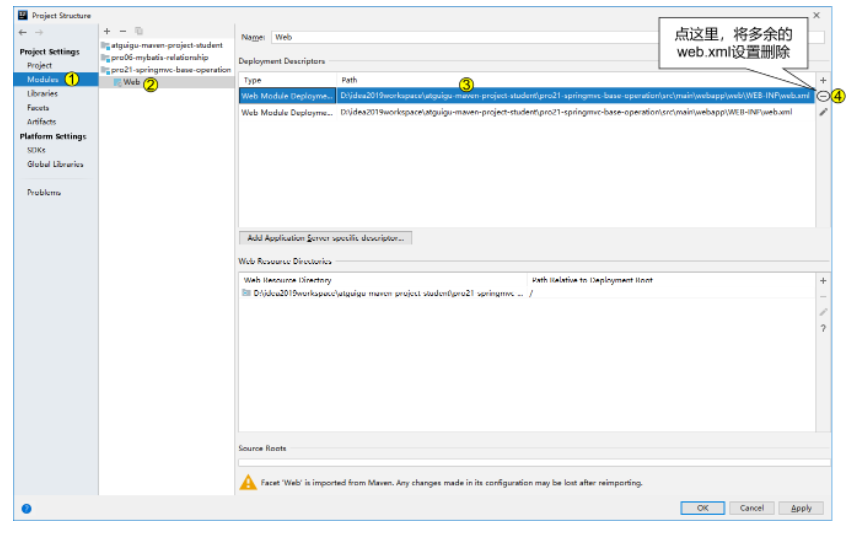 Project Structure
点这里，将多余的
web.xml设置删除
Project Settings
Project
Modules ①
Libraries
Facets
Artifacts
Platform Settings
SDKs
Global Libraries
Problems
atguigu-maven-project-student
pro06-mybatis-relationship
pro21-springmvc-base-operation
Web ②
Name: Web
Deployment Descriptors
Type Path
③
Web Module Deployme... D:\idea2019workspace\atguigu-maven-project-student\pro21-springmvc-base-operation\src\main\webapp\web\WEB-INF\web.xml
④
Web Module Deployme... D:\idea2019workspace\atguigu-maven-project-student\pro21-springmvc-base-operation\src\main\webapp\WEB-INF\web.xml
Add Application Server specific descriptor...
Web Resource Directories
Web Resource Directory Path Relative to Deployment Root
D:\idea2019workspace\atguigu-maven-project-student\pro21-springmvc-... /
Source Roots
Facet 'Web' is imported from Maven. Any changes made in its configuration may be lost after reimporting.
OK Cancel Apply